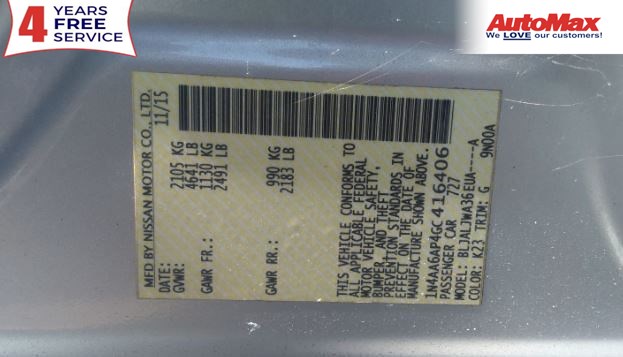 4 YEARS
FREE
SERVICE
AutoMax
We LOVE our customers!
MFD BY NISSAN MOTOR CO., LTD.
DATE: 11/15
GVWR: 2105 KG
4641 LB
GAWR FR.: 1130 KG
2491 LB
GAWR RR.: 990 KG
2183 LB
THIS VEHICLE CONFORMS TO
ALL APPLICABLE FEDERAL
MOTOR VEHICLE SAFETY,
BUMPER, AND THEFT
PREVENTION STANDARDS IN
EFFECT ON THE DATE OF
MANUFACTURE SHOWN ABOVE.
1N4AA6AP4GC416406
PASSENGER CAR 727
MODEL: BLJALJWA36EUA----A
COLOR: K23 TRIM: G 9N00A